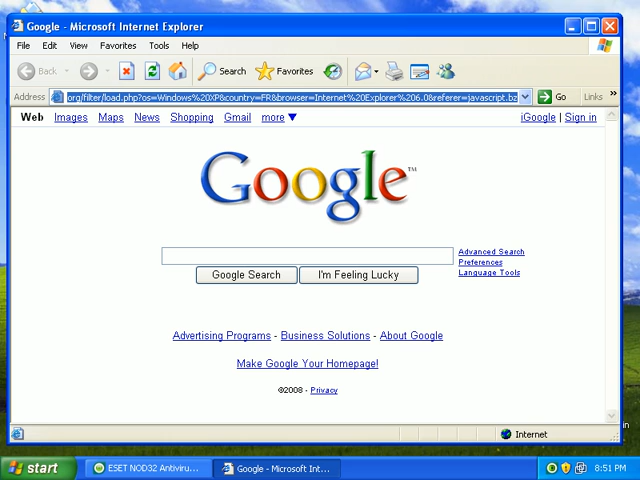 Google - Microsoft Internet Explorer
File Edit View Favorites Tools Help
Back Search Favorites
Address org/filter/load.php?os=Windows%20XP&country=FR&browser=Internet%20Explorer%206.0&referer=javascript.bz Go Links »
Web Images Maps News Shopping Gmail more ▼ iGoogle | Sign in
Google™
Advanced Search
Preferences
Language Tools
Google Search I'm Feeling Lucky
Advertising Programs - Business Solutions - About Google
Make Google Your Homepage!
©2008 - Privacy
Internet
start ESET NOD32 Antiviru... Google - Microsoft Int... 8:51 PM